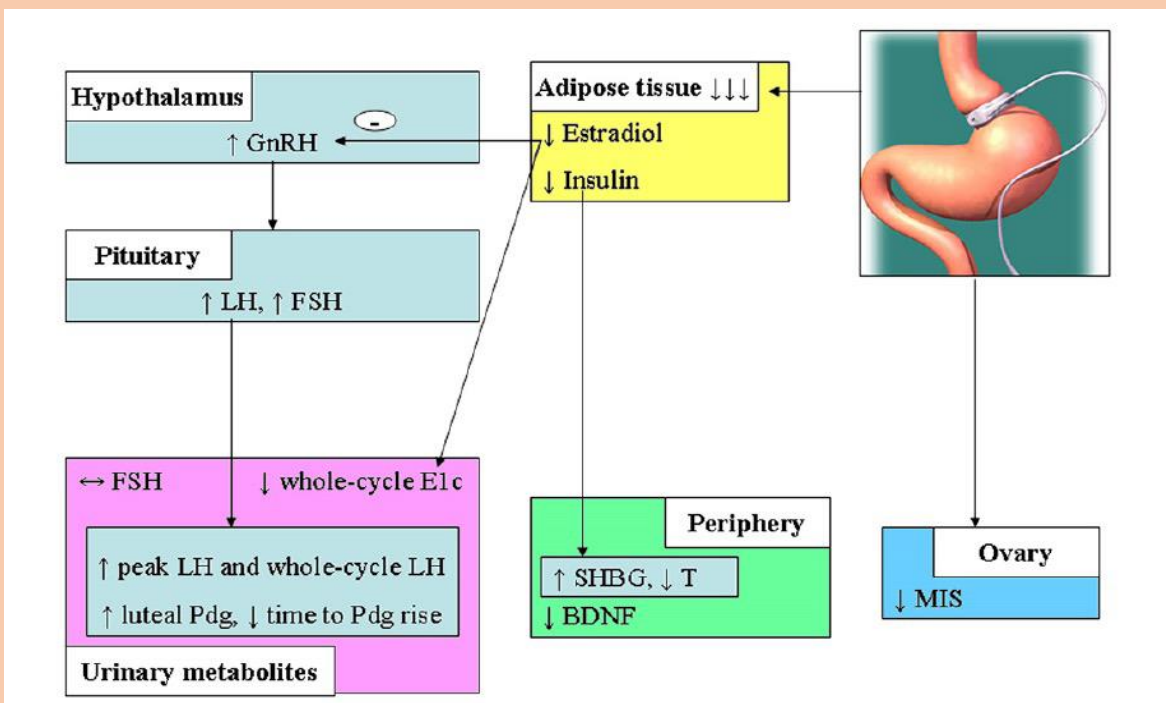 Hypothalamus
-
↑ GnRH
Adipose tissue ↓↓↓
↓ Estradiol
↓ Insulin
Pituitary
↑ LH, ↑ FSH
↔ FSH ↓ whole-cycle E1c
↑ peak LH and whole-cycle LH
↑ luteal Pdg, ↓ time to Pdg rise
Urinary metabolites
Periphery
↑ SHBG, ↓ T
↓ BDNF
Ovary
↓ MIS